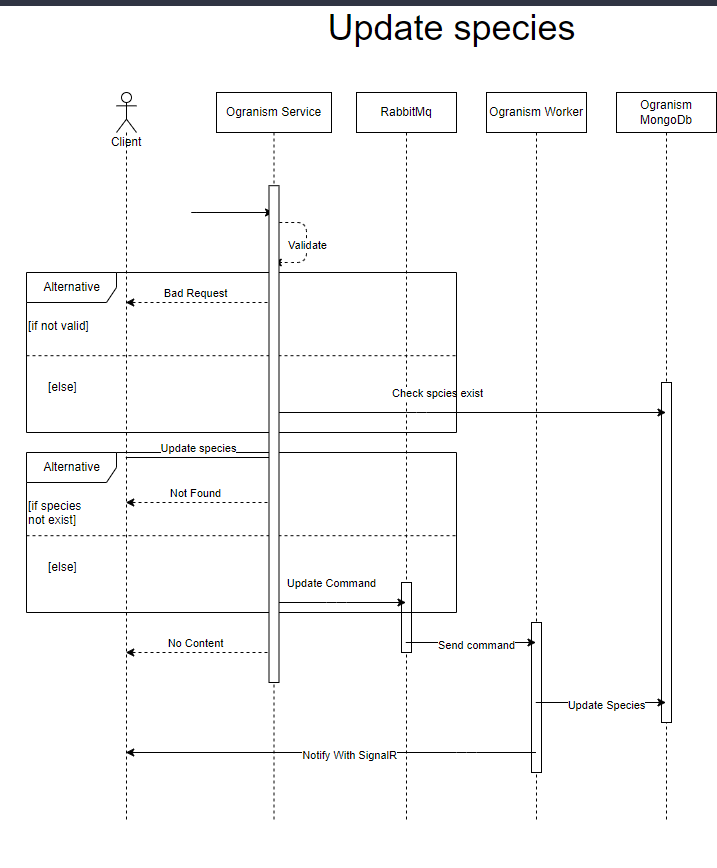 Update species
Client
Ogranism Service
RabbitMq
Ogranism Worker
Ogranism
MongoDb
Validate
Alternative
Bad Request
[if not valid]
[else]
Check spcies exist
Update species
Alternative
Not Found
[if species
not exist]
[else]
Update Command
No Content
Send command
Update Species
Notify With SignalR